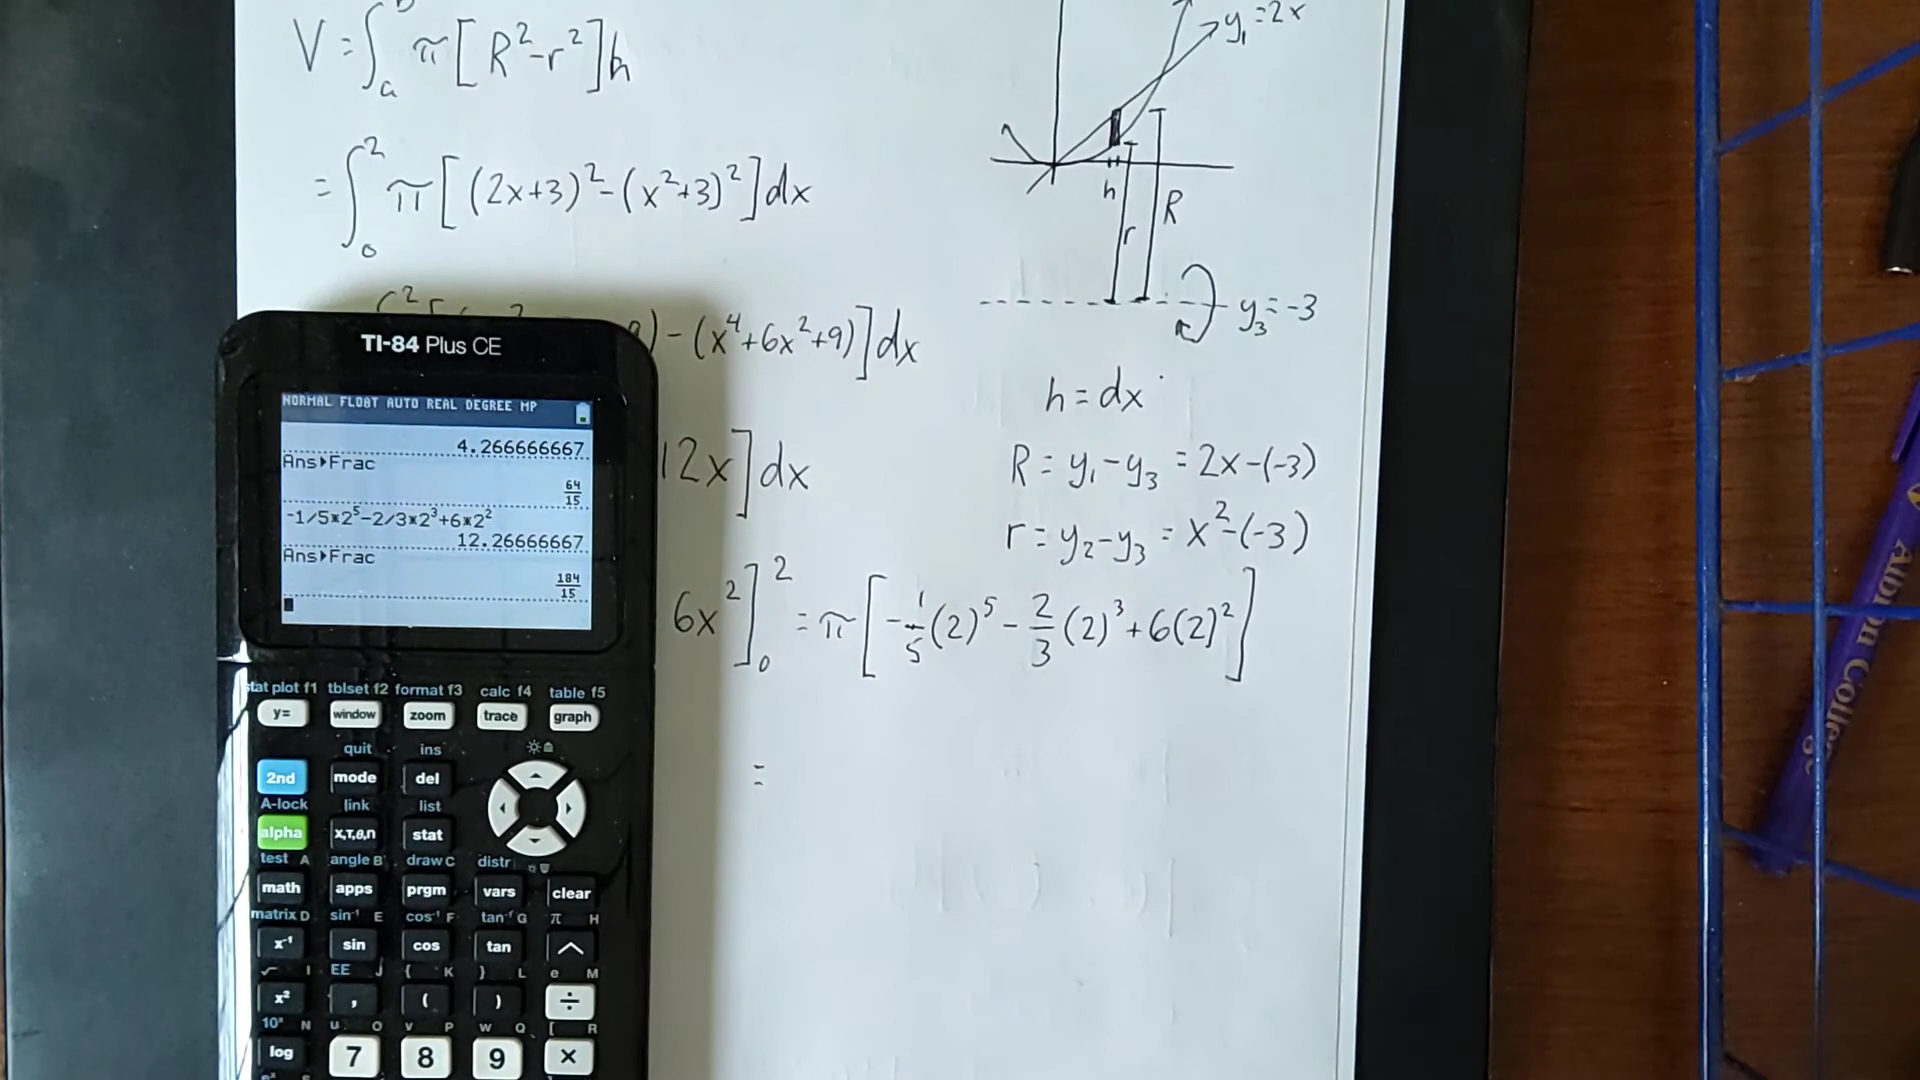 V = ∫ₐᵇ π[R²-r²]h
= ∫₀² π[(2x+3)²-(x²+3)²]dx
)-(x⁴+6x²+9)]dx
12x]dx
6x²]₀² = π[-1/5(2)⁵ - 2/3(2)³ + 6(2)²]
=
y₁=2x
h
r
R
y₃=-3
h = dx
R = y₁-y₃ = 2x-(-3)
r = y₂-y₃ = x²-(-3)
TI-84 Plus CE
NORMAL FLOAT AUTO REAL DEGREE MP
4.266666667
Ans▸Frac
64/15
-1/5*2⁵-2/3*2³+6*2²
12.26666667
Ans▸Frac
184/15
stat plot f1 tblset f2 format f3 calc f4 table f5
y= window zoom trace graph
quit ins
2nd mode del
A-lock link list
alpha X,T,θ,n stat
test A angle B draw C distr
math apps prgm vars clear
matrix D sin⁻¹ E cos⁻¹ F tan⁻¹ G π H
x⁻¹ sin cos tan ^
√ I EE J { K } L e M
x² , ( ) ÷
10ˣ N u O v P w Q [ R
log 7 8 9 ×
Albion College